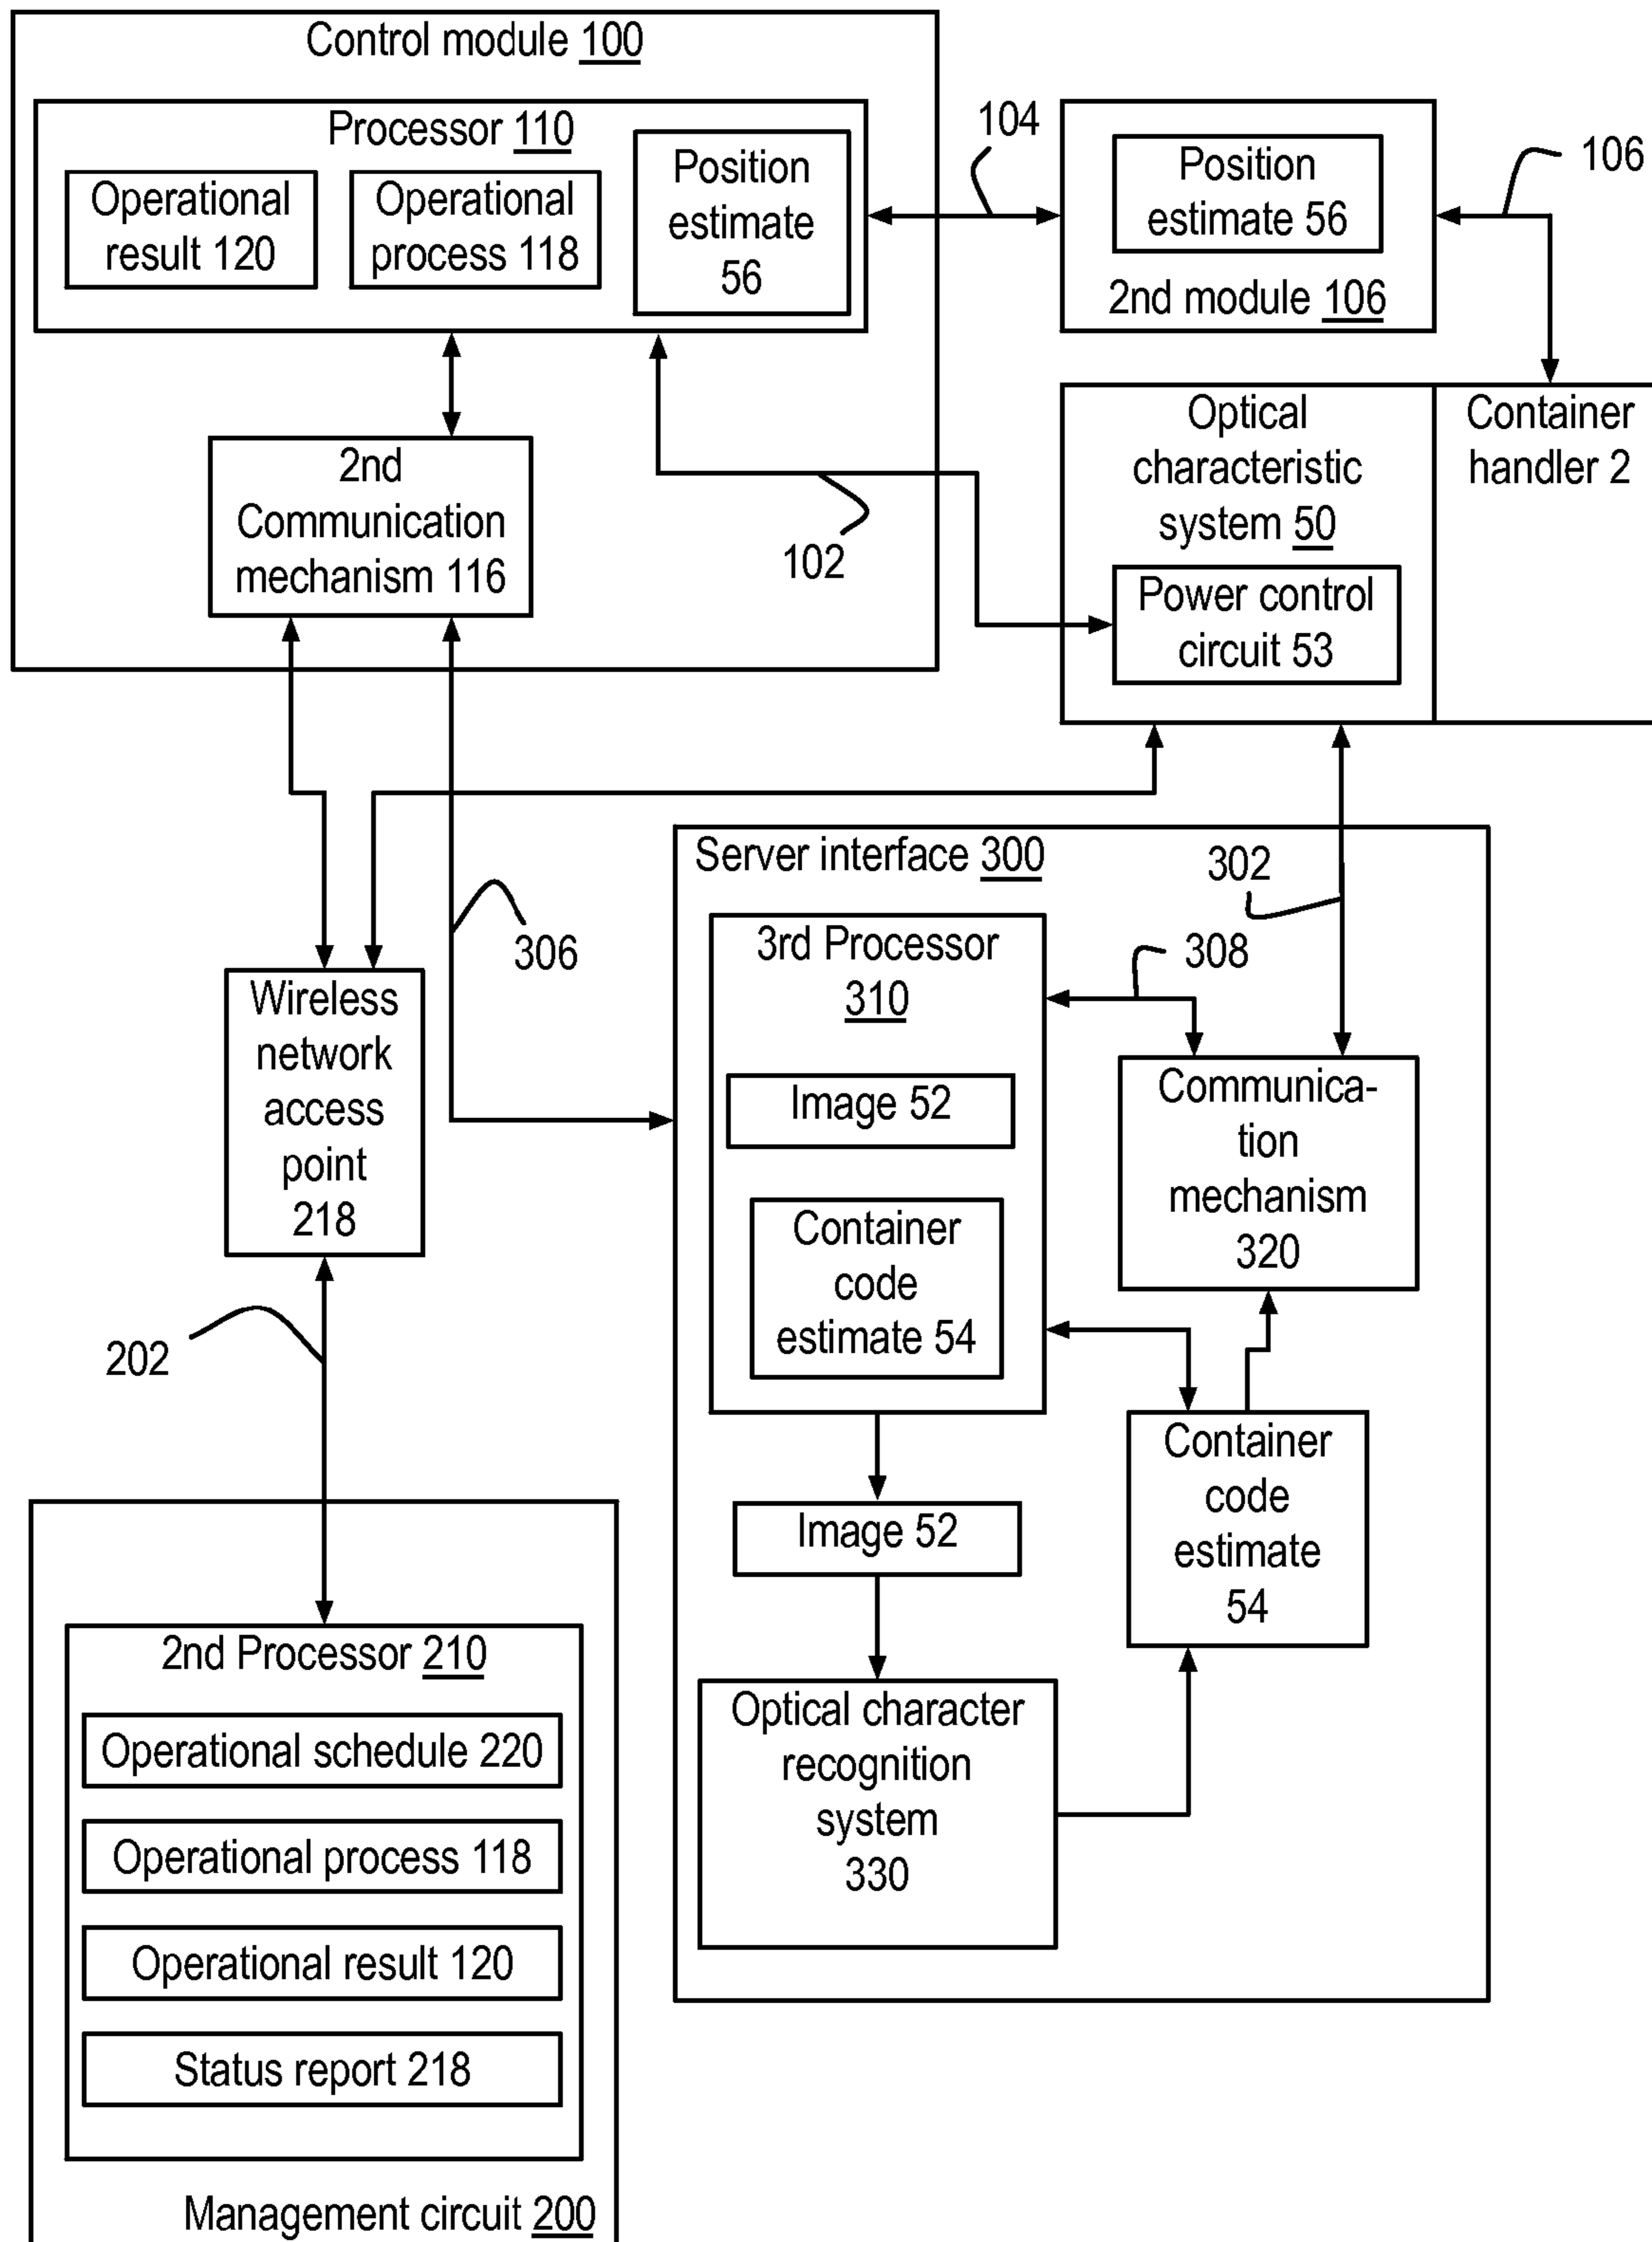 Control module 100
Processor 110
Operational
result 120
Operational
process 118
Position
estimate
56
104
Position
estimate 56
2nd module 106
106
2nd
Communication
mechanism 116
102
Optical
characteristic
system 50
Power control
circuit 53
Container
handler 2
306
Wireless
network
access
point
218
202
Server interface 300
302
3rd Processor
310
308
Image 52
Container
code
estimate 54
Communica-
tion
mechanism
320
Image 52
Container
code
estimate
54
Optical character
recognition
system
330
2nd Processor 210
Operational schedule 220
Operational process 118
Operational result 120
Status report 218
Management circuit 200